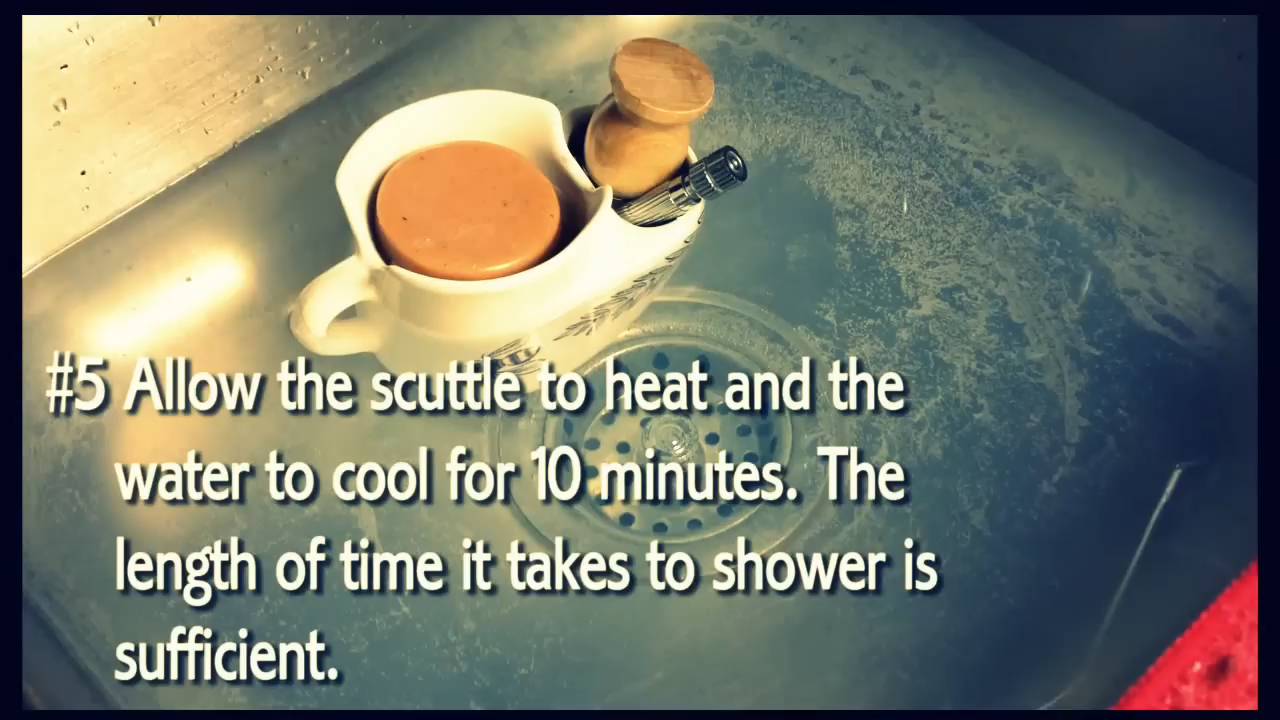 #5 Allow the scuttle to heat and the
water to cool for 10 minutes. The
length of time it takes to shower is
sufficient.